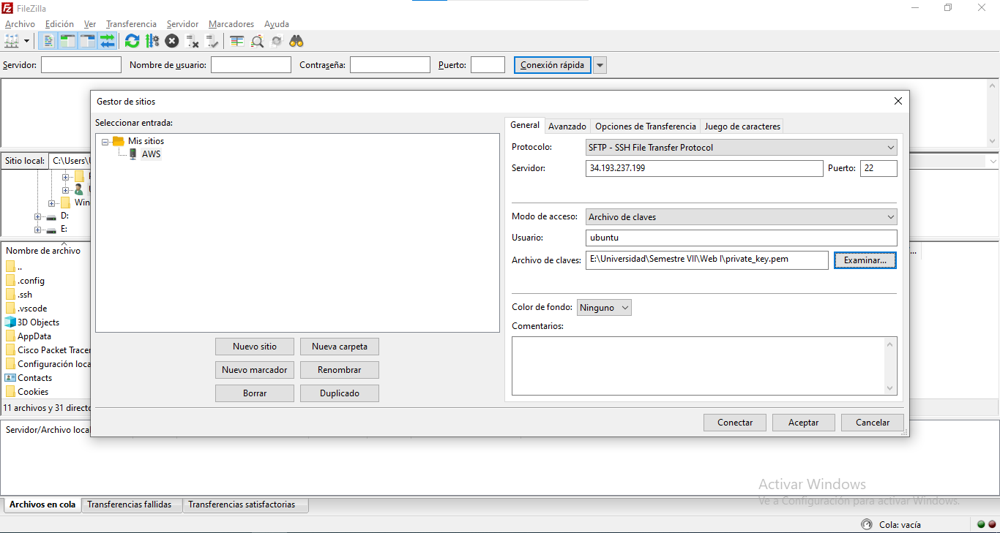 FileZilla
Archivo Edición Ver Transferencia Servidor Marcadores Ayuda
Servidor: Nombre de usuario: Contraseña: Puerto: Conexión rápida
Gestor de sitios
Seleccionar entrada:
Mis sitios
AWS
General Avanzado Opciones de Transferencia Juego de caracteres
Protocolo: SFTP - SSH File Transfer Protocol
Servidor: 34.193.237.199 Puerto: 22
Modo de acceso: Archivo de claves
Usuario: ubuntu
Archivo de claves: E:\Universidad\Semestre VII\Web I\private_key.pem Examinar...
Color de fondo: Ninguno
Comentarios:
Nuevo sitio Nueva carpeta
Nuevo marcador Renombrar
Borrar Duplicado
Conectar Aceptar Cancelar
Sitio local: C:\Users\
Win
D:
E:
Nombre de archivo
..
.config
.ssh
.vscode
3D Objects
AppData
Cisco Packet Tracer
Configuración loca
Contacts
Cookies
11 archivos y 31 directo
Servidor/Archivo local
Activar Windows
Ve a Configuración para activar Windows.
Archivos en cola Transferencias fallidas Transferencias satisfactorias
Cola: vacía